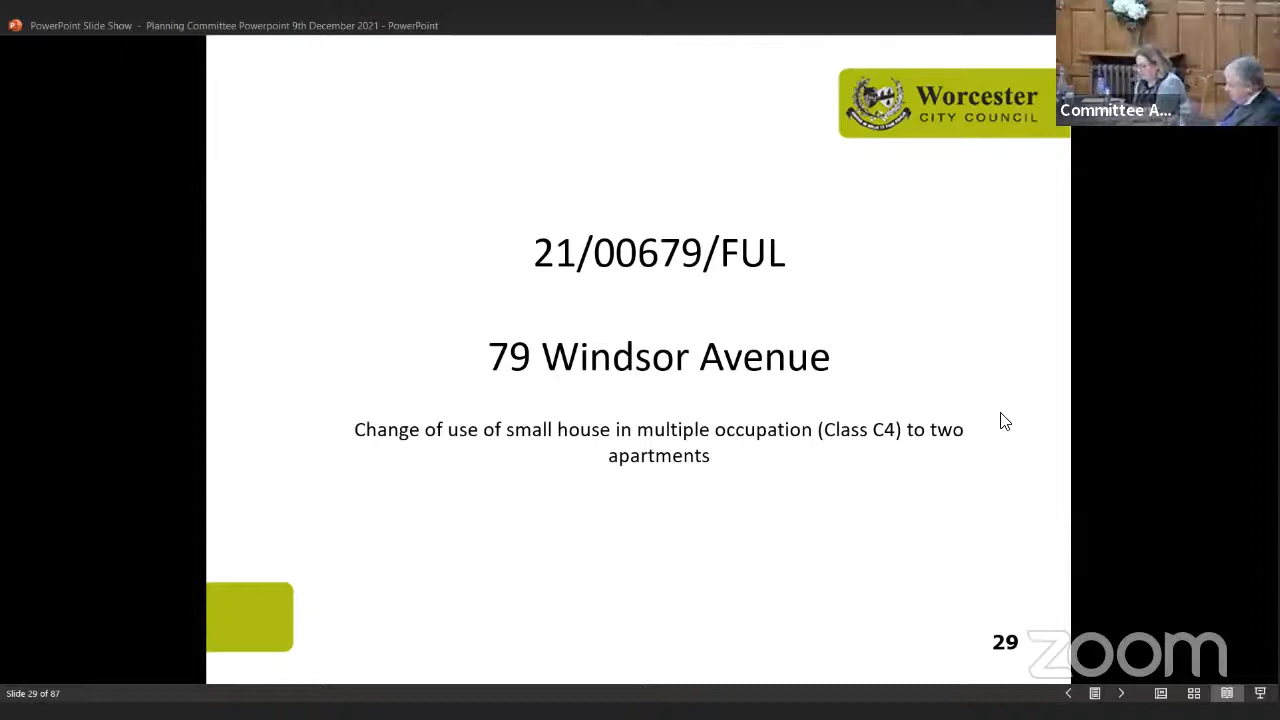 PowerPoint Slide Show - Planning Committee Powerpoint 9th December 2021 - PowerPoint
Worcester
CITY COUNCIL
Committee A...
21/00679/FUL
79 Windsor Avenue
Change of use of small house in multiple occupation (Class C4) to two
apartments
29
zoom
Slide 29 of 87